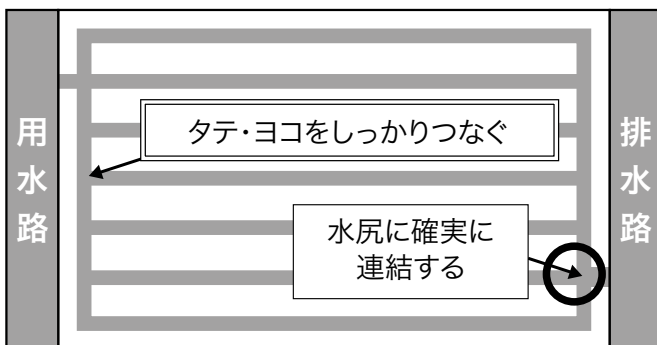 用水路
タテ・ヨコをしっかりつなぐ
水尻に確実に
連結する
排水路